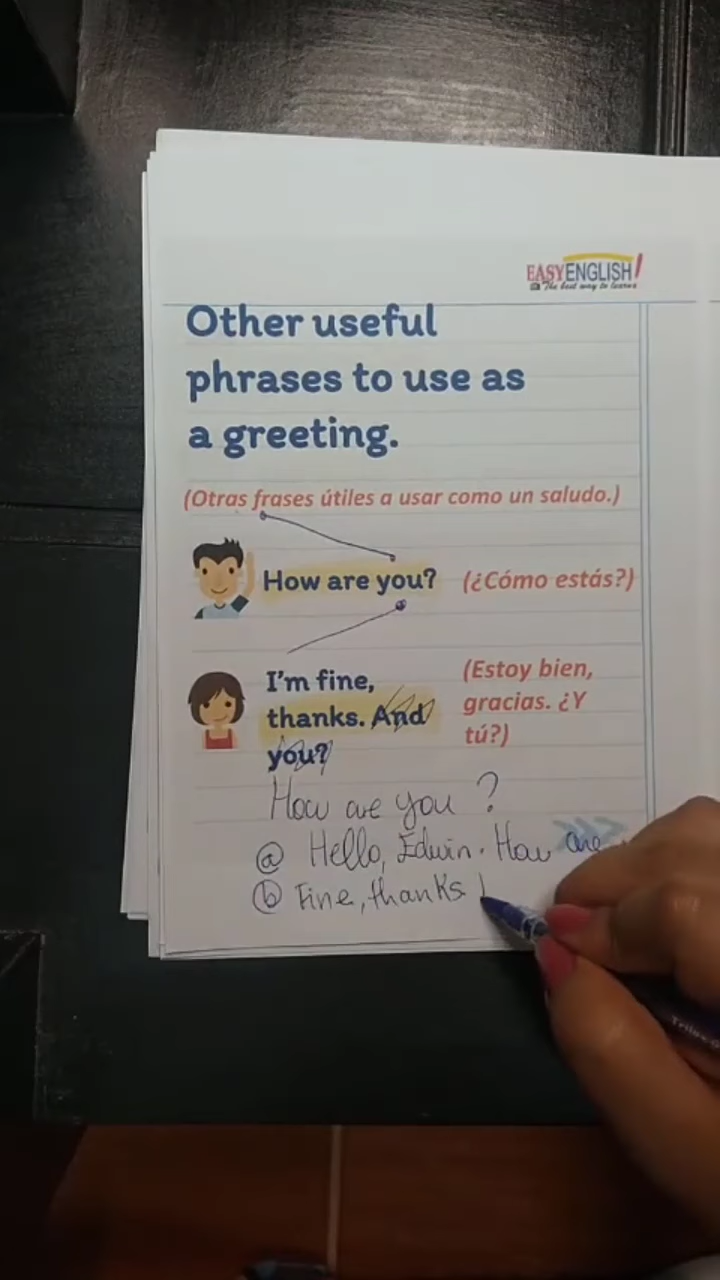 EASYENGLISH!
The best way to learn
Other useful
phrases to use as
a greeting.
(Otras frases útiles a usar como un saludo.)
How are you? (¿Cómo estás?)
I'm fine, (Estoy bien,
thanks. And gracias. ¿Y
you? tú?)
How are you ?
a Hello, Edwin. How are
b Fine, thanks